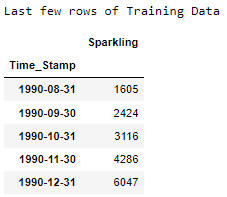 Last few rows of Training Data
Sparkling
Time_Stamp
1990-08-31 1605
1990-09-30 2424
1990-10-31 3116
1990-11-30 4286
1990-12-31 6047